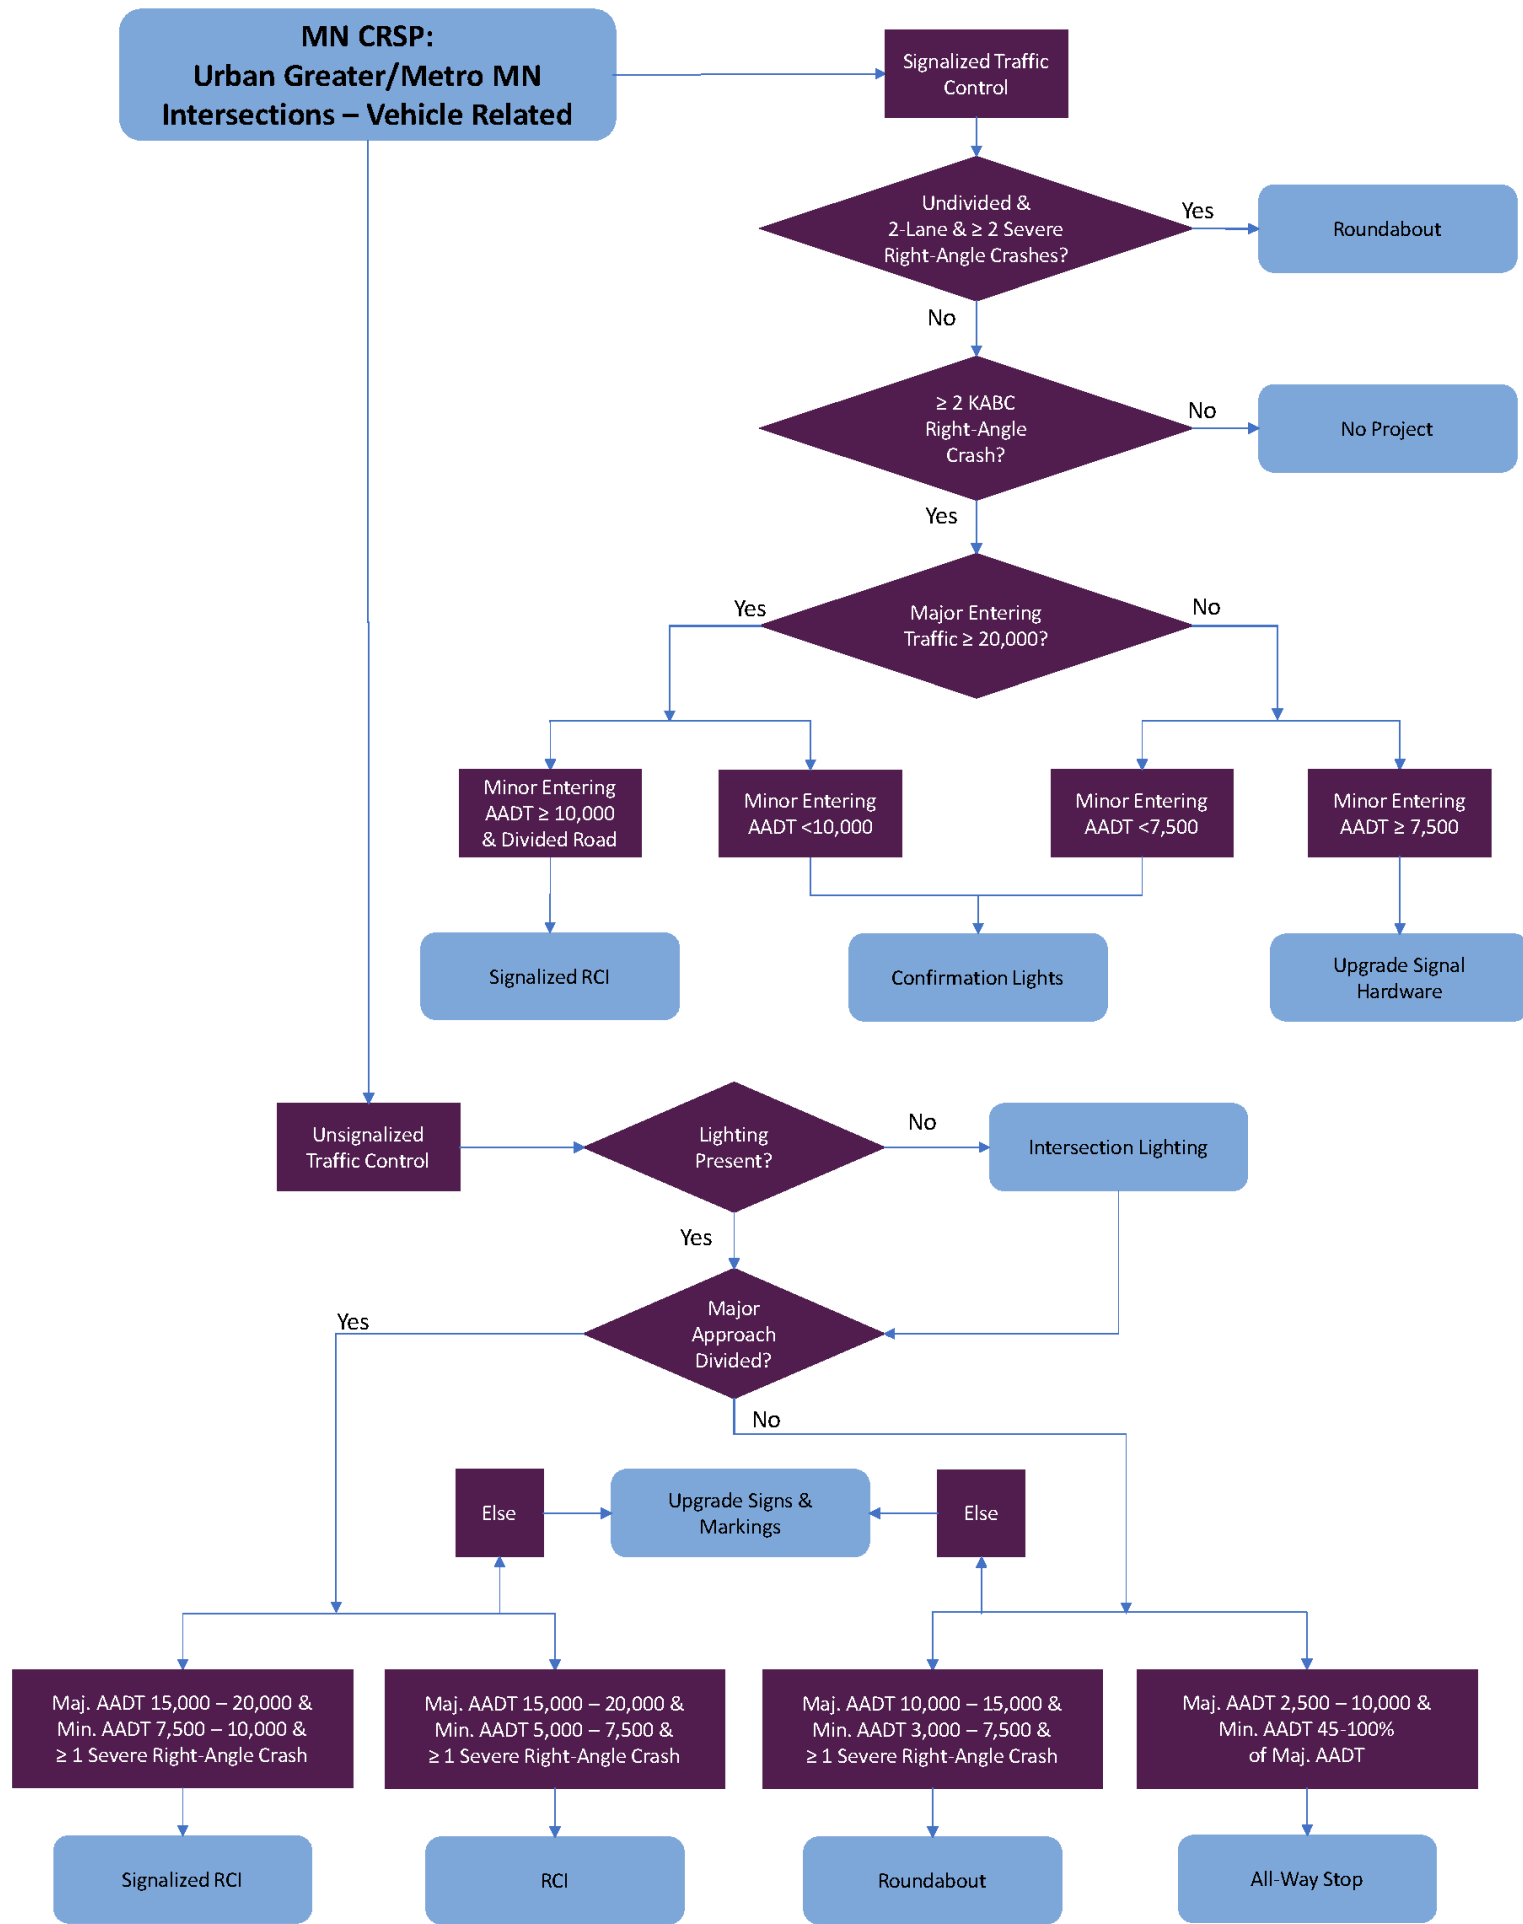 MN CRSP:
Urban Greater/Metro MN
Intersections – Vehicle Related
Signalized Traffic
Control
Undivided &
2-Lane & ≥ 2 Severe
Right-Angle Crashes?
Yes
Roundabout
No
≥ 2 KABC
Right-Angle
Crash?
No
No Project
Yes
Major Entering
Traffic ≥ 20,000?
Yes
No
Minor Entering
AADT ≥ 10,000
& Divided Road
Minor Entering
AADT <10,000
Minor Entering
AADT <7,500
Minor Entering
AADT ≥ 7,500
Signalized RCI
Confirmation Lights
Upgrade Signal
Hardware
Unsignalized
Traffic Control
Lighting
Present?
No
Intersection Lighting
Yes
Major
Approach
Divided?
Yes
No
Else
Upgrade Signs &
Markings
Else
Maj. AADT 15,000 – 20,000 &
Min. AADT 7,500 – 10,000 &
≥ 1 Severe Right-Angle Crash
Maj. AADT 15,000 – 20,000 &
Min. AADT 5,000 – 7,500 &
≥ 1 Severe Right-Angle Crash
Maj. AADT 10,000 – 15,000 &
Min. AADT 3,000 – 7,500 &
≥ 1 Severe Right-Angle Crash
Maj. AADT 2,500 – 10,000 &
Min. AADT 45-100%
of Maj. AADT
Signalized RCI
RCI
Roundabout
All-Way Stop